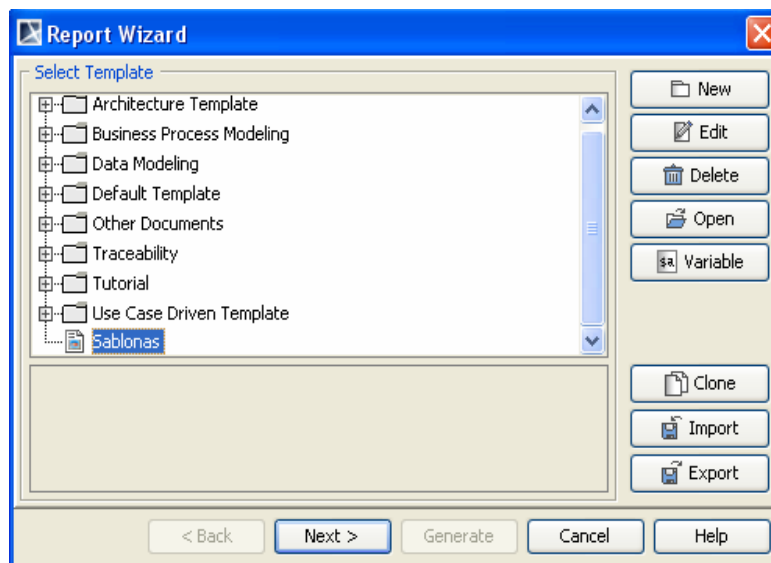 Report Wizard
Select Template
Architecture Template
Business Process Modeling
Data Modeling
Default Template
Other Documents
Traceability
Tutorial
Use Case Driven Template
Sablonas
New
Edit
Delete
Open
$a Variable
Clone
Import
Export
< Back
Next >
Generate
Cancel
Help